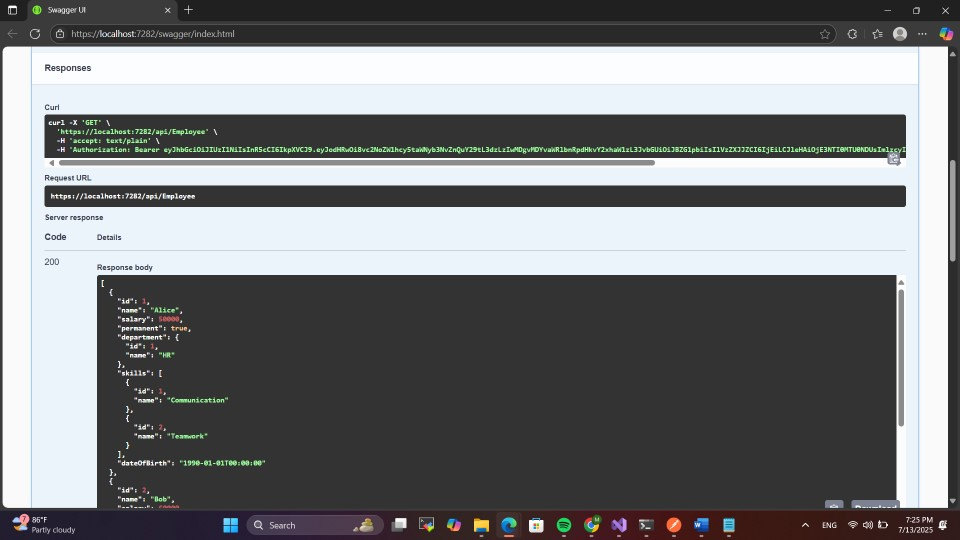 Swagger UI
https://localhost:7282/swagger/index.html
Responses
Curl
curl -X 'GET' \
'https://localhost:7282/api/Employee' \
-H 'accept: text/plain' \
-H 'Authorization: Bearer
Request URL
https://localhost:7282/api/Employee
Server response
Code Details
200
Response body
[
{
"id": 1,
"name": "Alice",
"salary": 50000,
"permanent": true,
"department": {
"id": 1,
"name": "HR"
},
"skills": [
{
"id": 1,
"name": "Communication"
},
{
"id": 2,
"name": "Teamwork"
}
],
"dateOfBirth": "1990-01-01T00:00:00"
},
{
"id": 2,
"name": "Bob",
Download
7
86°F
Partly cloudy
Search
ENG
7:25 PM
7/13/2025